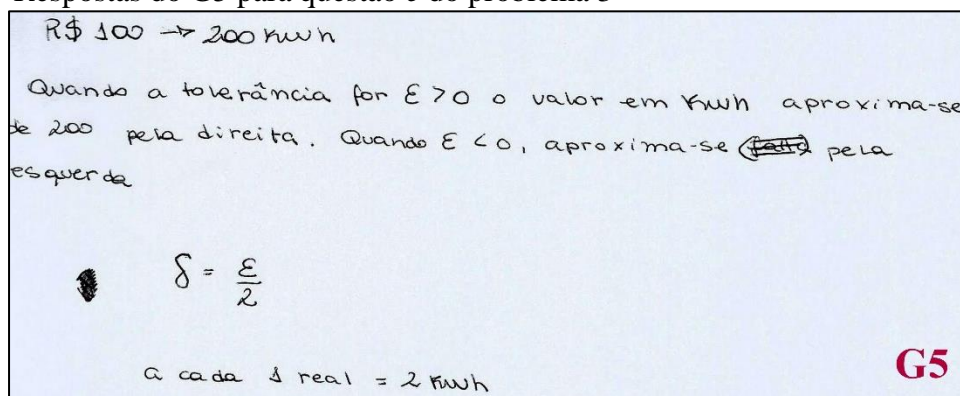 Respostas do G5 para questão e do problema 5
R$ 100 → 200 kwh
Quando a tolerância for ε > 0 o valor em kwh aproxima-se
de 200 pela direita. Quando ε < 0, aproxima-se pela
esquerda
δ = ε/2
a cada 1 real = 2 kwh
G5